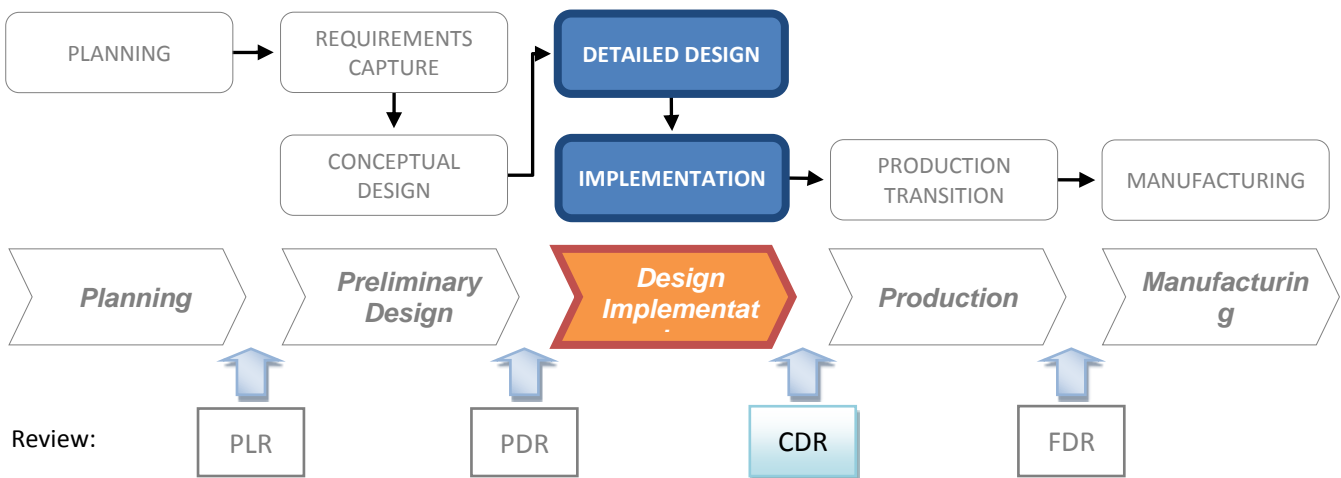 PLANNING
REQUIREMENTS
CAPTURE
DETAILED DESIGN
CONCEPTUAL
DESIGN
IMPLEMENTATION
PRODUCTION
TRANSITION
MANUFACTURING
Planning
Preliminary
Design
Design
Implementat
Production
Manufacturin
g
Review:
PLR
PDR
CDR
FDR